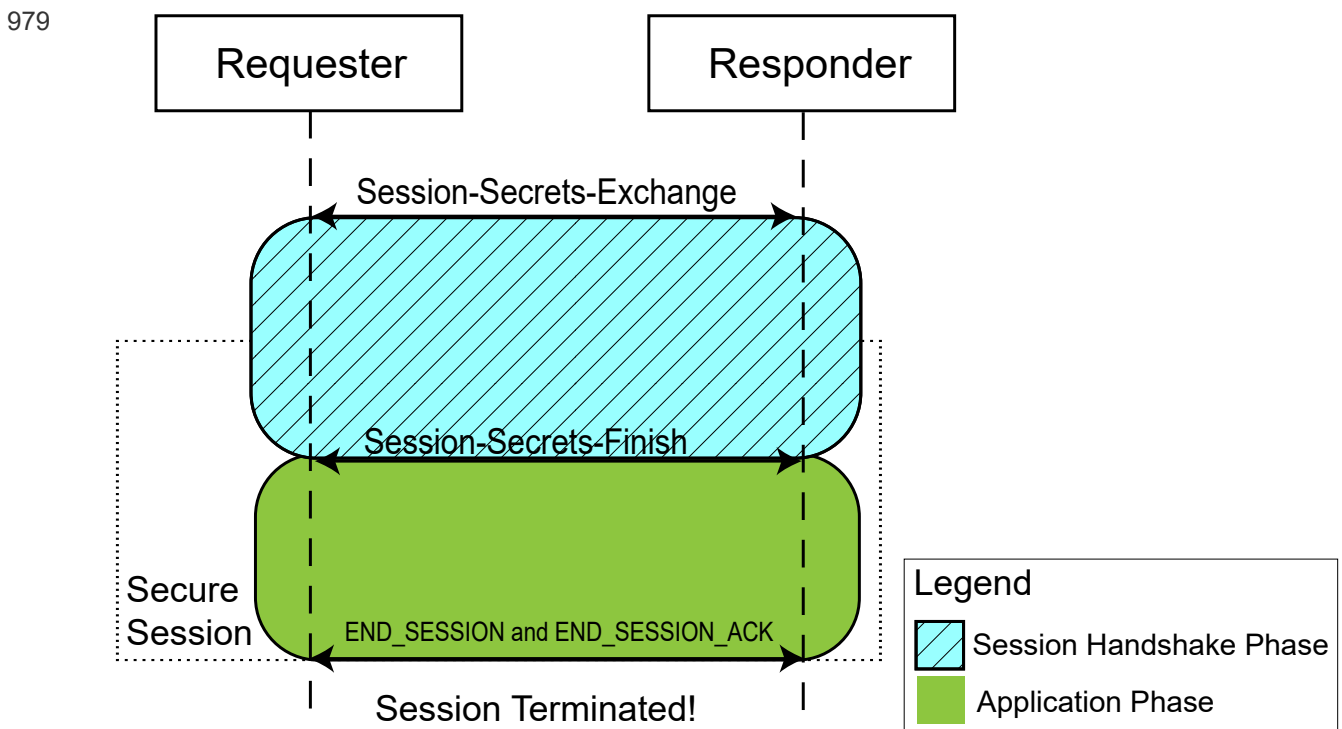 979
Requester
Responder
Session-Secrets-Exchange
Session-Secrets-Finish
Secure
Session
END_SESSION and END_SESSION_ACK
Session Terminated!
Legend
Session Handshake Phase
Application Phase